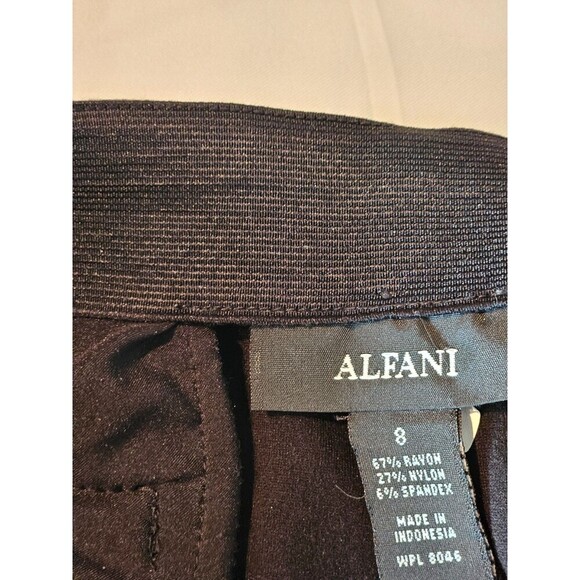 ALFANI
8
67% RAYON
27% NYLON
6% SPANDEX
MADE IN
INDONESIA
WPL 8046